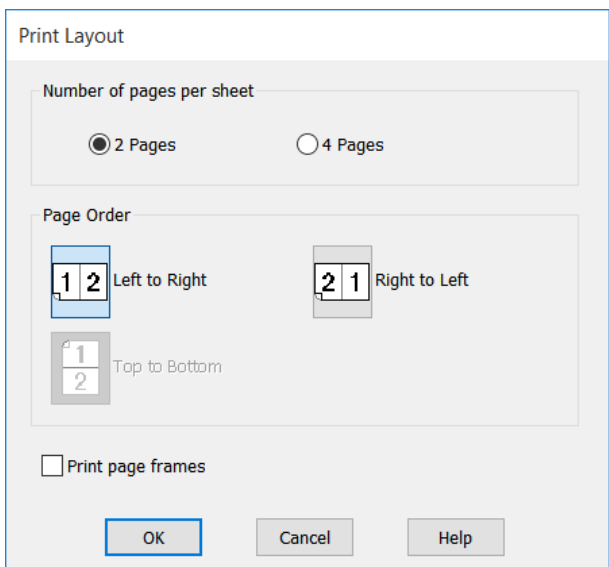 Print Layout
Number of pages per sheet
2 Pages 4 Pages
Page Order
1 2 Left to Right 2 1 Right to Left
1
2
Top to Bottom
Print page frames
OK Cancel Help